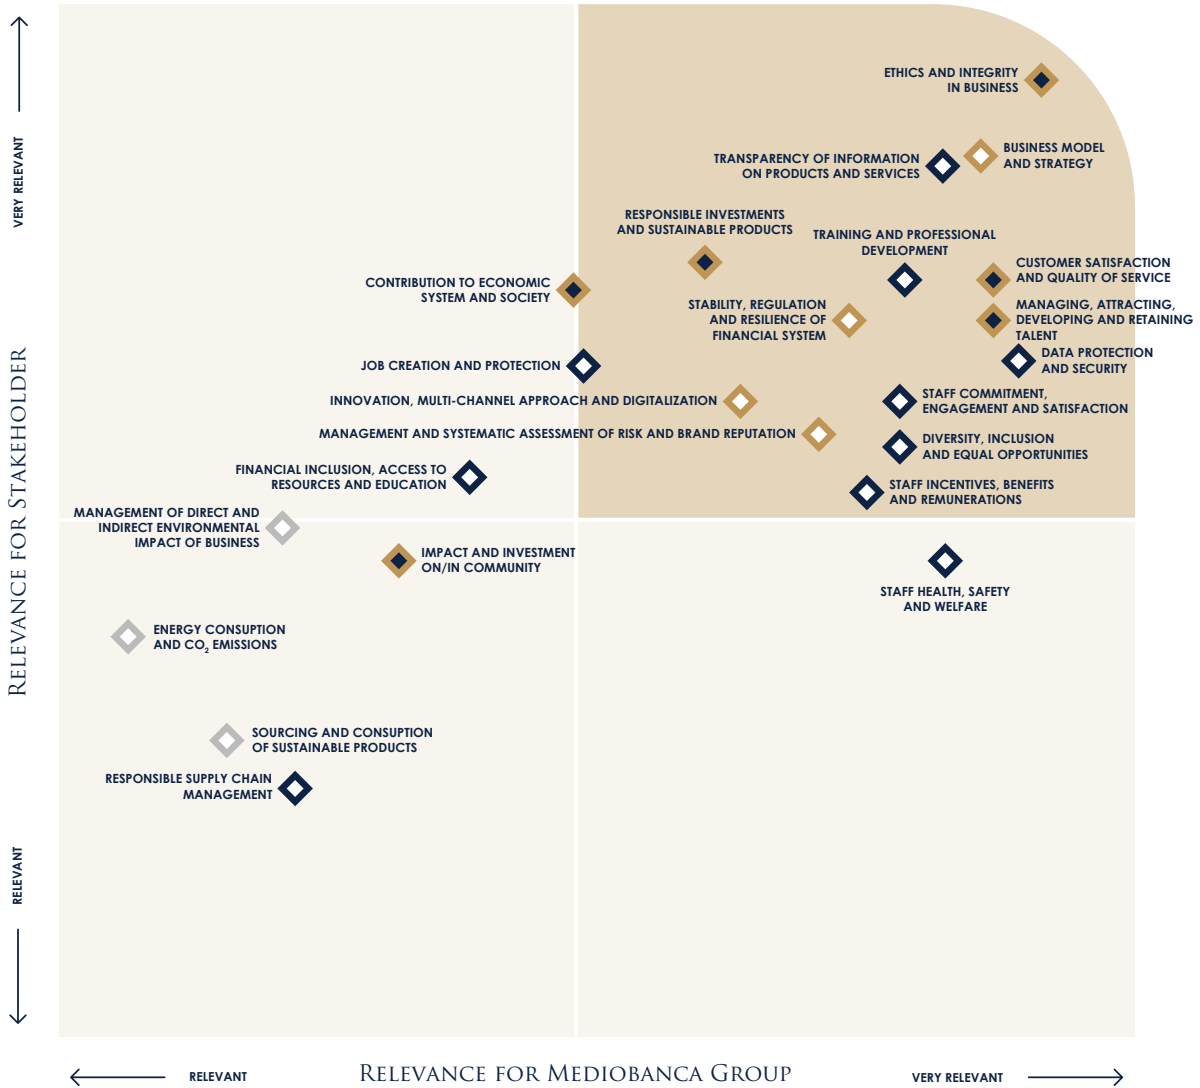 VERY RELEVANT
RELEVANCE FOR STAKEHOLDER
RELEVANT
ETHICS AND INTEGRITY
IN BUSINESS
TRANSPARENCY OF INFORMATION
ON PRODUCTS AND SERVICES
BUSINESS MODEL
AND STRATEGY
RESPONSIBLE INVESTMENTS
AND SUSTAINABLE PRODUCTS
TRAINING AND PROFESSIONAL
DEVELOPMENT
CONTRIBUTION TO ECONOMIC
SYSTEM AND SOCIETY
CUSTOMER SATISFACTION
AND QUALITY OF SERVICE
STABILITY, REGULATION
AND RESILIENCE OF
FINANCIAL SYSTEM
MANAGING, ATTRACTING,
DEVELOPING AND RETAINING
TALENT
JOB CREATION AND PROTECTION
DATA PROTECTION
AND SECURITY
INNOVATION, MULTI-CHANNEL APPROACH AND DIGITALIZATION
STAFF COMMITMENT,
ENGAGEMENT AND SATISFACTION
MANAGEMENT AND SYSTEMATIC ASSESSMENT OF RISK AND BRAND REPUTATION
DIVERSITY, INCLUSION
AND EQUAL OPPORTUNITIES
FINANCIAL INCLUSION, ACCESS TO
RESOURCES AND EDUCATION
STAFF INCENTIVES, BENEFITS
AND REMUNERATIONS
MANAGEMENT OF DIRECT AND
INDIRECT ENVIRONMENTAL
IMPACT OF BUSINESS
IMPACT AND INVESTMENT
ON/IN COMMUNITY
STAFF HEALTH, SAFETY
AND WELFARE
ENERGY CONSUPTION
AND CO₂ EMISSIONS
SOURCING AND CONSUPTION
OF SUSTAINABLE PRODUCTS
RESPONSIBLE SUPPLY CHAIN
MANAGEMENT
RELEVANT
RELEVANCE FOR MEDIOBANCA GROUP
VERY RELEVANT